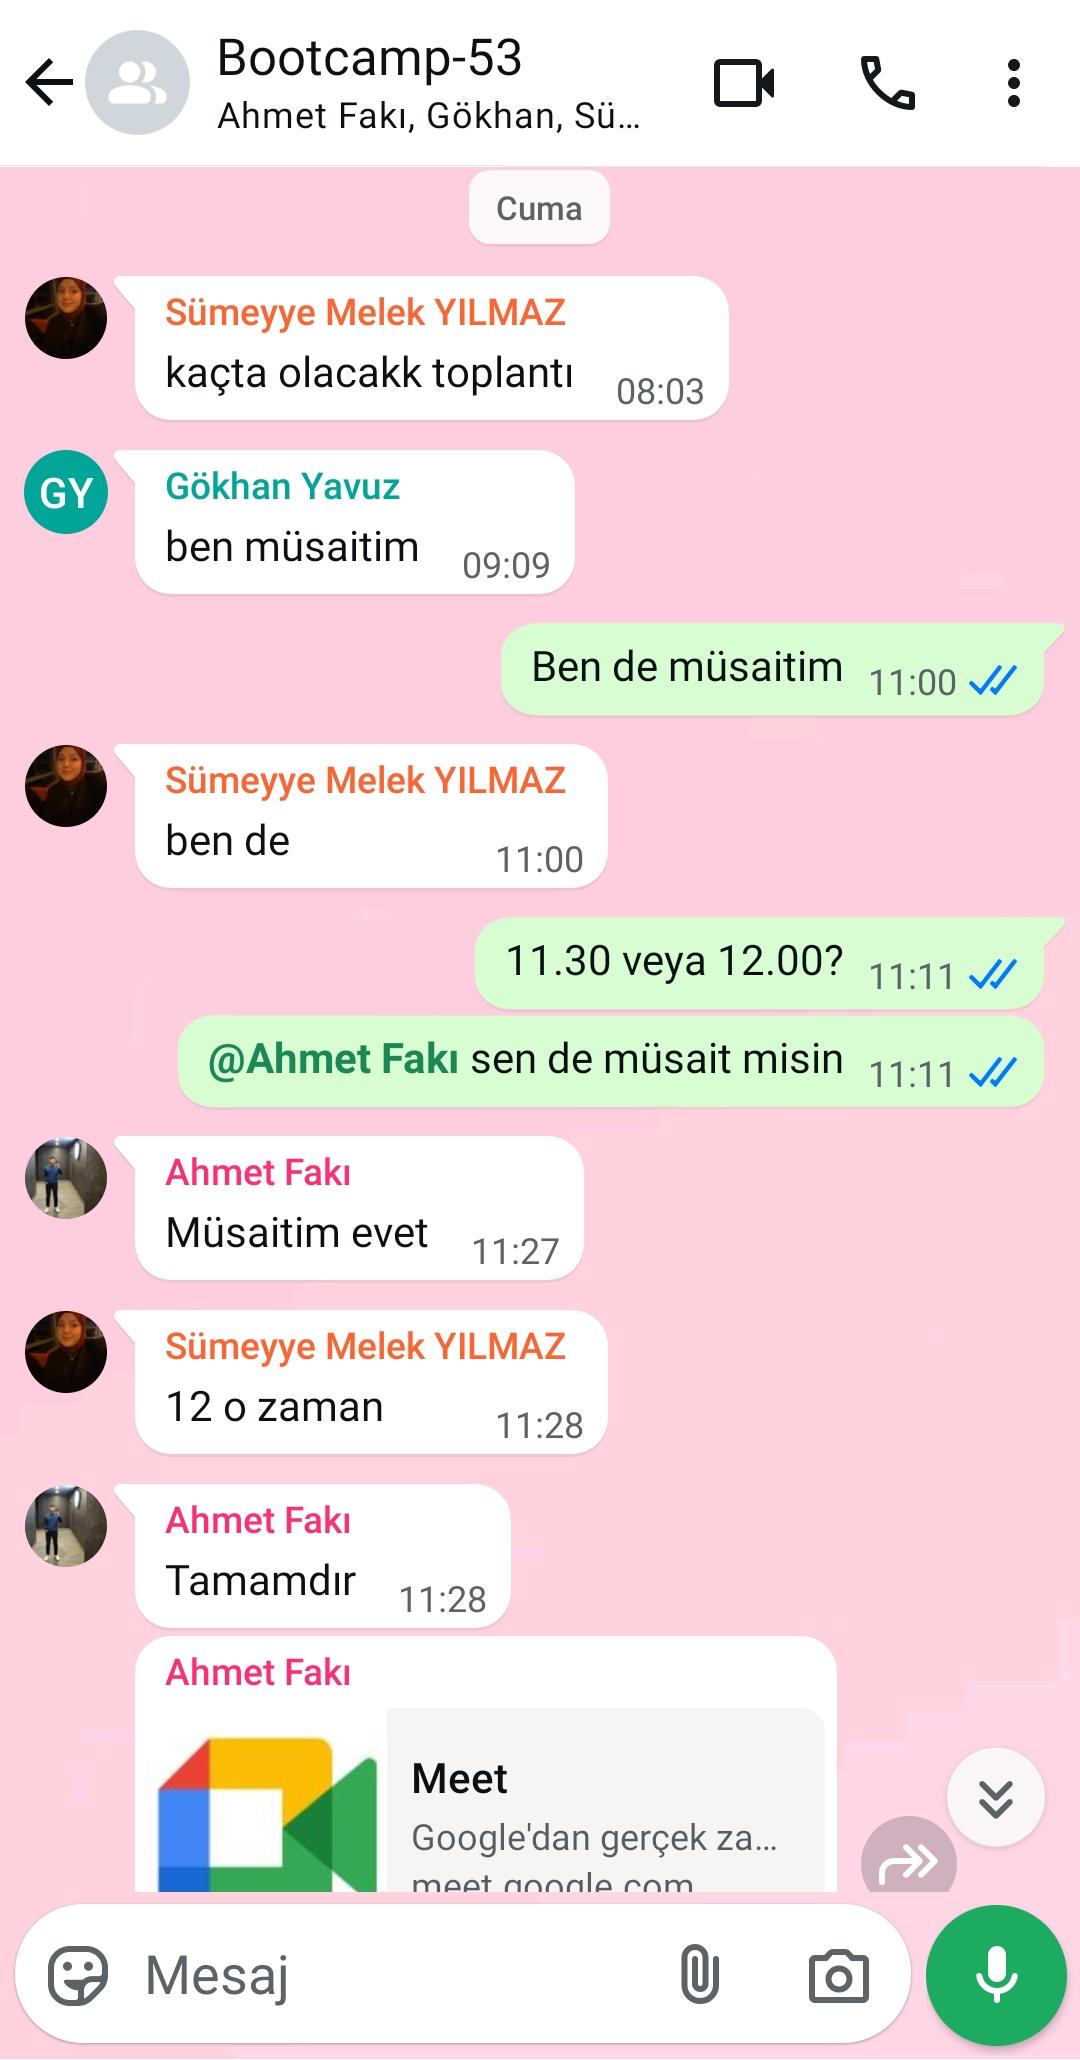 Bootcamp-53
Ahmet Fakı, Gökhan, Sü...
Cuma
Sümeyye Melek YILMAZ
kaçta olacakk toplantı 08:03
GY
Gökhan Yavuz
ben müsaitim 09:09
Ben de müsaitim 11:00
Sümeyye Melek YILMAZ
ben de 11:00
11.30 veya 12.00? 11:11
@Ahmet Fakı sen de müsait misin 11:11
Ahmet Fakı
Müsaitim evet 11:27
Sümeyye Melek YILMAZ
12 o zaman 11:28
Ahmet Fakı
Tamamdır 11:28
Ahmet Fakı
Meet
Google'dan gerçek za...
meet.google.com
Mesaj